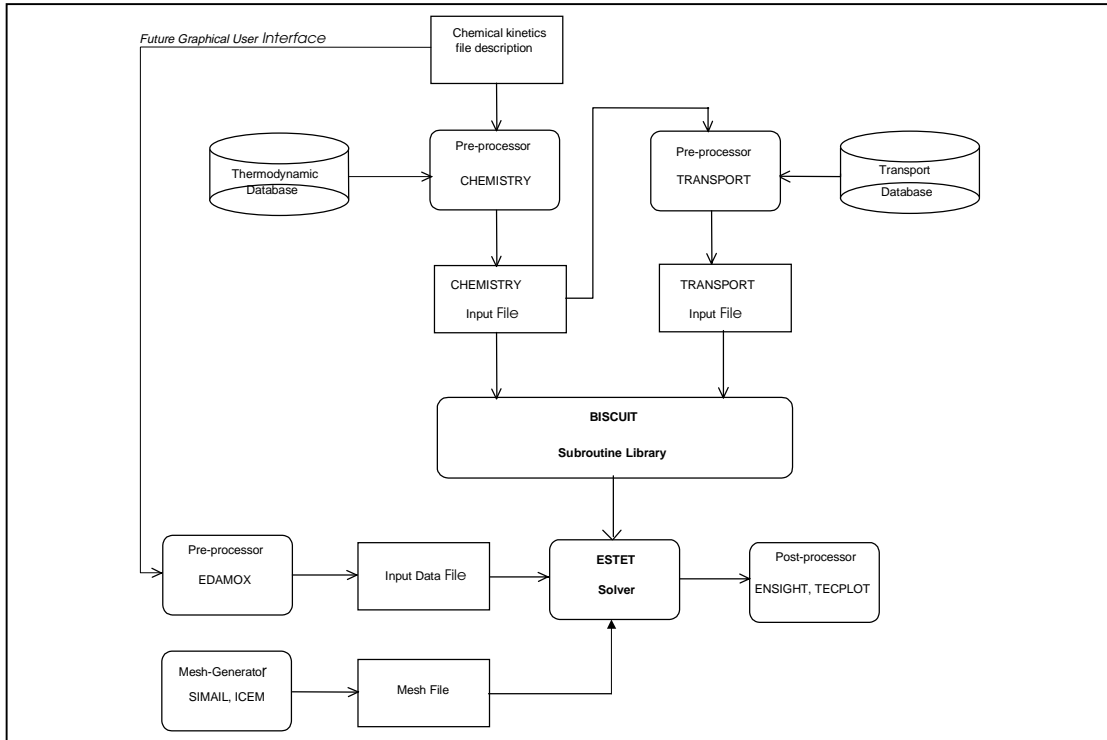 Future Graphical User Interface
Chemical kinetics
file description
Pre-processor
CHEMISTRY
Thermodynamic
Database
Pre-processor
TRANSPORT
Transport
Database
CHEMISTRY
Input File
TRANSPORT
Input File
BISCUIT
Subroutine Library
Pre-processor
EDAMOX
Input Data File
ESTET
Solver
Post-processor
ENSIGHT, TECPLOT
Mesh-Generator
SIMAIL, ICEM
Mesh File